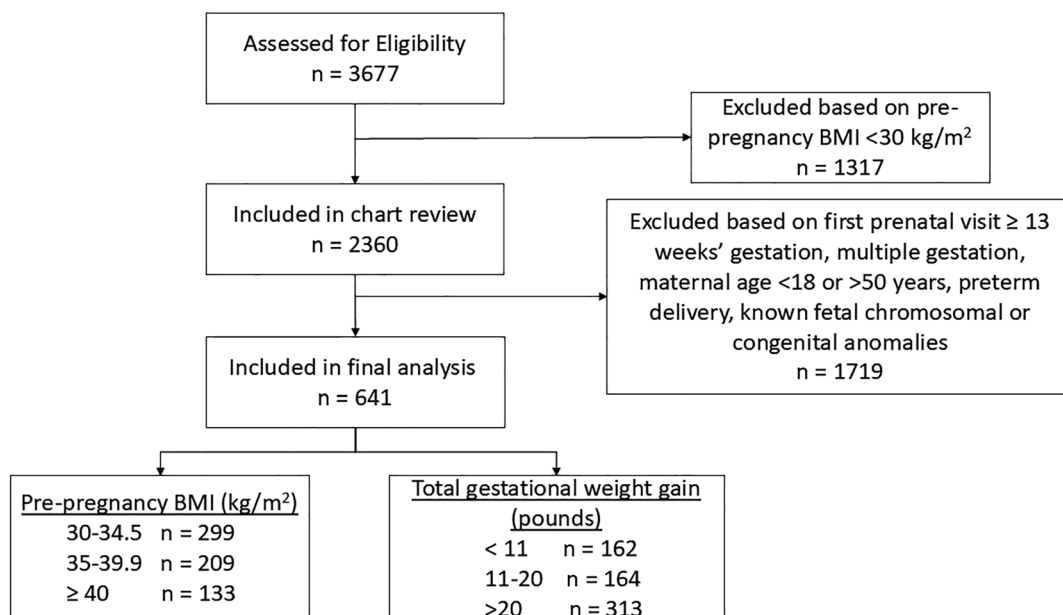 Assessed for Eligibility
n = 3677
Excluded based on pre-
pregnancy BMI <30 kg/m²
n = 1317
Included in chart review
n = 2360
Excluded based on first prenatal visit ≥ 13
weeks’ gestation, multiple gestation,
maternal age <18 or >50 years, preterm
delivery, known fetal chromosomal or
congenital anomalies
n = 1719
Included in final analysis
n = 641
Pre-pregnancy BMI (kg/m²)
30-34.5 n = 299
35-39.9 n = 209
≥ 40 n = 133
Total gestational weight gain
(pounds)
< 11 n = 162
11-20 n = 164
>20 n = 313